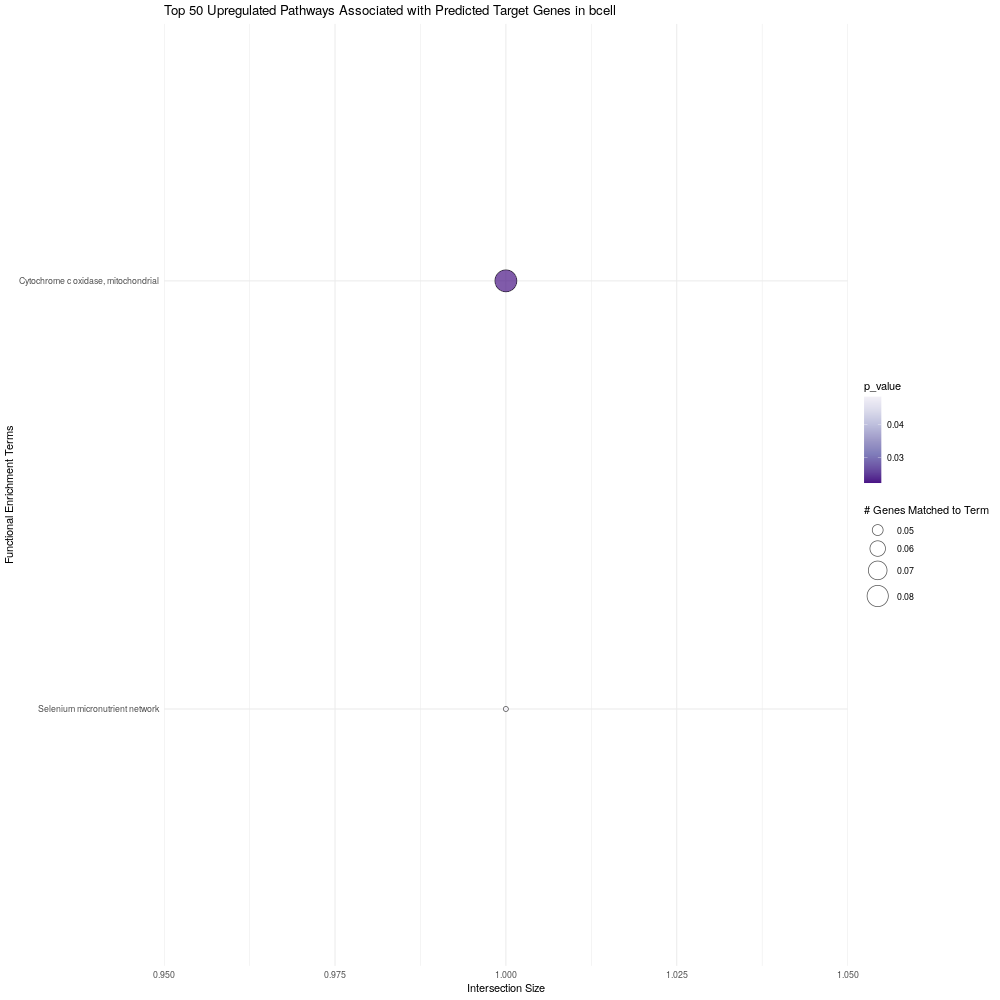 Top 50 Upregulated Pathways Associated with Predicted Target Genes in bcell
Cytochrome c oxidase, mitochondrial
Selenium micronutrient network
Functional Enrichment Terms
0.950
0.975
1.000
1.025
1.050
Intersection Size
p_value
0.04
0.03
# Genes Matched to Term
0.05
0.06
0.07
0.08